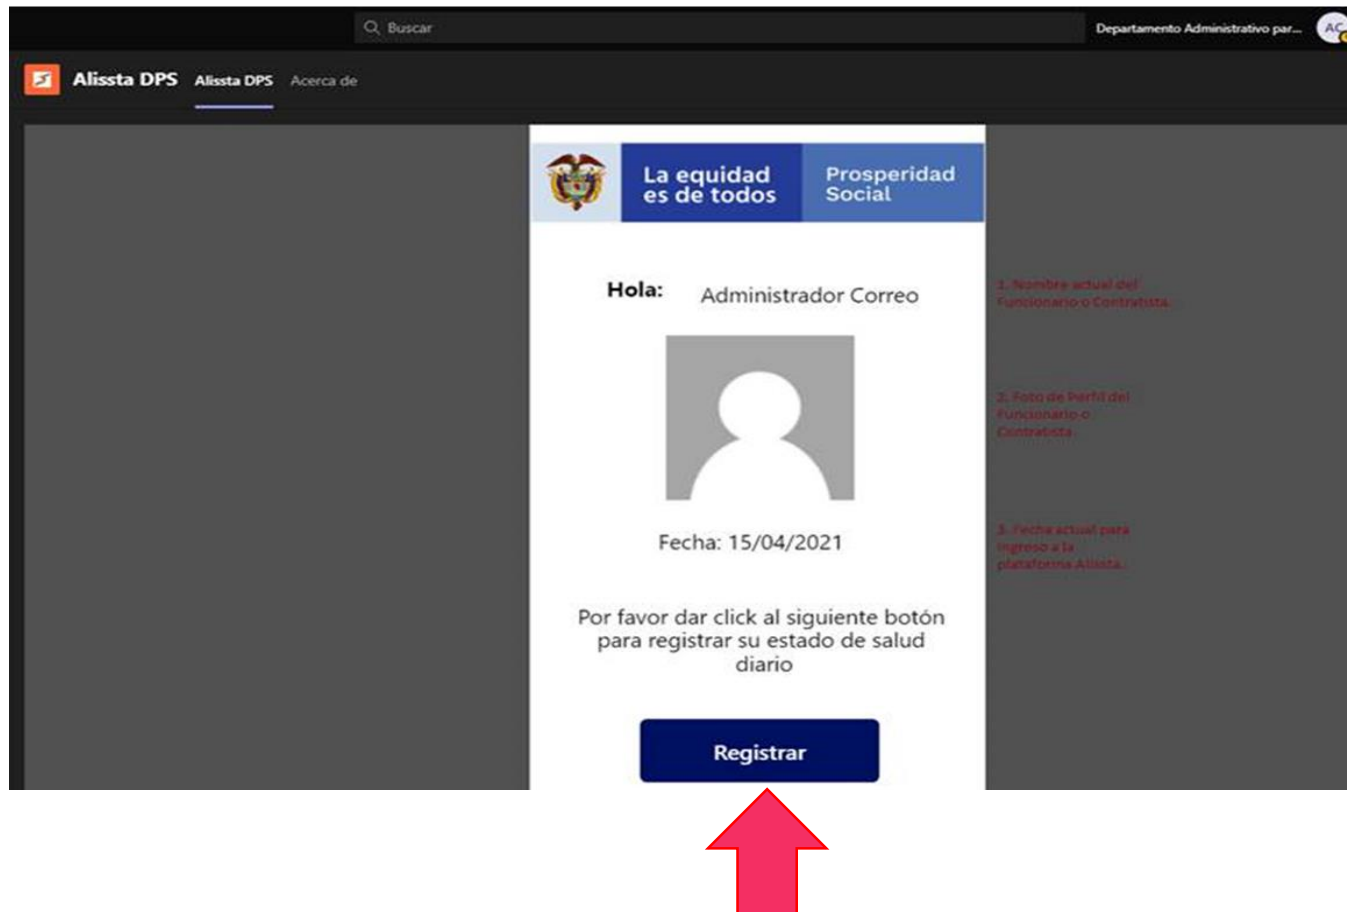 Buscar
Departamento Administrativo par...
AC
Alissta DPS
Alissta DPS
Acerca de
La equidad
es de todos
Prosperidad
Social
Hola:
Administrador Correo
1. Nombre actual del
Funcionario o Contratista.
2. Foto de Perfil del
Funcionario o
Contratista.
Fecha: 15/04/2021
3. Fecha actual para
ingreso a la
plataforma Alissta.
Por favor dar click al siguiente botón
para registrar su estado de salud
diario
Registrar